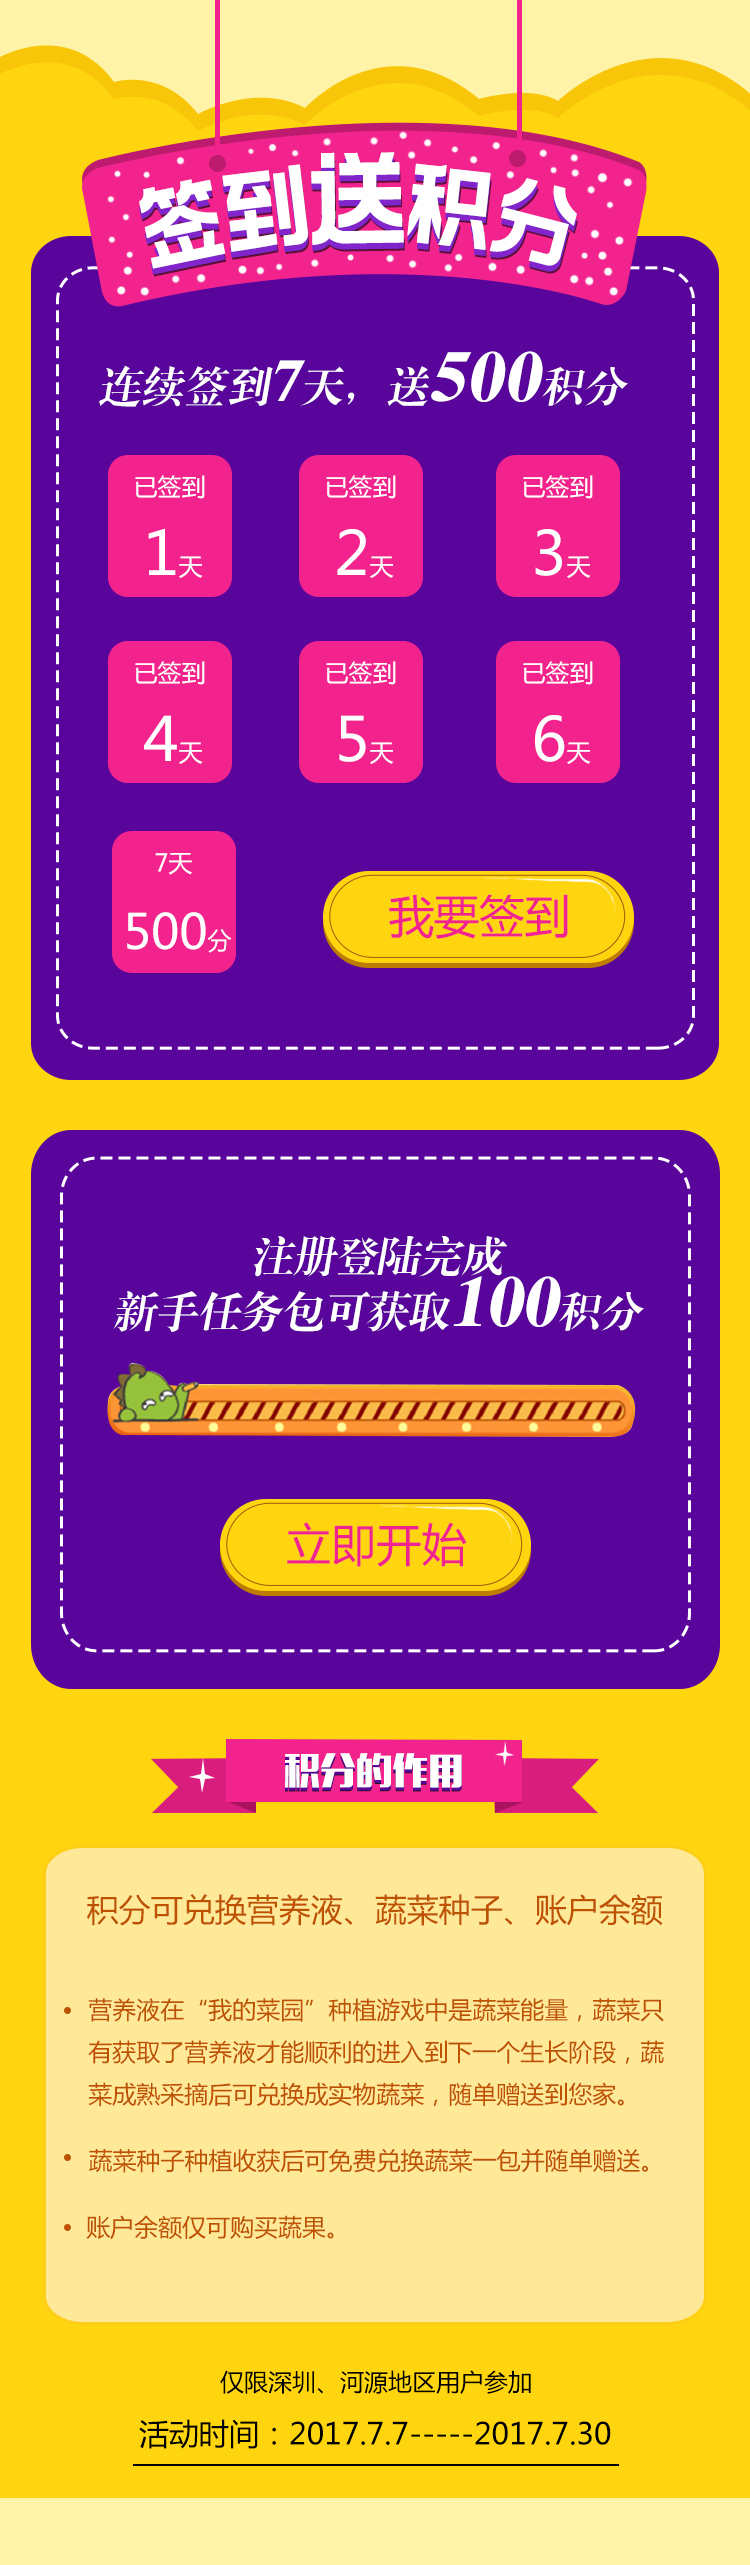 签到送积分
连续签到7天，送500积分
已签到 已签到 已签到
1天 2天 3天
已签到 已签到 已签到
4天 5天 6天
7天
500分
我要签到
注册登陆完成
新手任务包可获取100积分
立即开始
积分的作用
积分可兑换营养液、蔬菜种子、账户余额
• 营养液在“我的菜园”种植游戏中是蔬菜能量，蔬菜只
有获取了营养液才能顺利的进入到下一个生长阶段，蔬
菜成熟采摘后可兑换成实物蔬菜，随单赠送到您家。
• 蔬菜种子种植收获后可免费兑换蔬菜一包并随单赠送。
• 账户余额仅可购买蔬果。
仅限深圳、河源地区用户参加
活动时间：2017.7.7-----2017.7.30